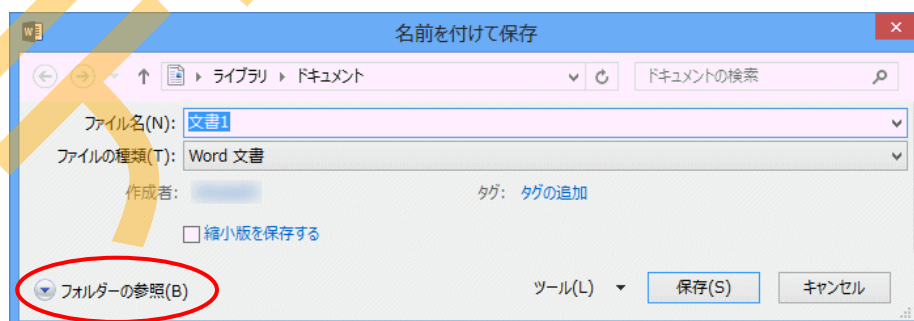 名前を付けて保存
ライブラリ ▸ ドキュメント
ドキュメントの検索
ファイル名(N): 文書1
ファイルの種類(T): Word 文書
作成者:
タグ: タグの追加
縮小版を保存する
フォルダーの参照(B)
ツール(L)
保存(S)
キャンセル